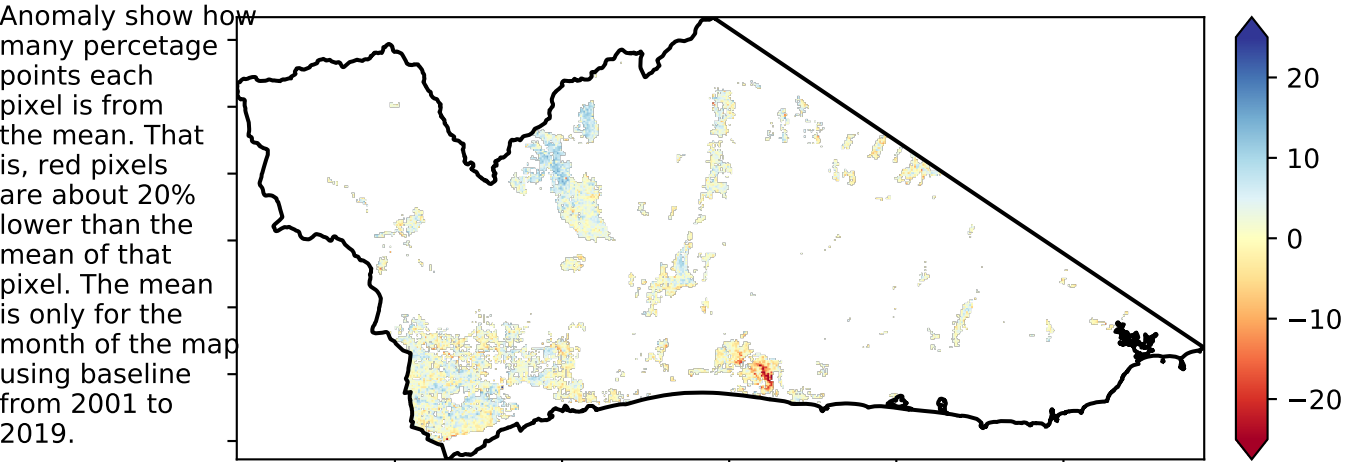 Anomaly show how
many percetage
points each
pixel is from
the mean. That
is, red pixels
are about 20%
lower than the
mean of that
pixel. The mean
is only for the
month of the map
using baseline
from 2001 to
2019.
20
10
0
−10
−20